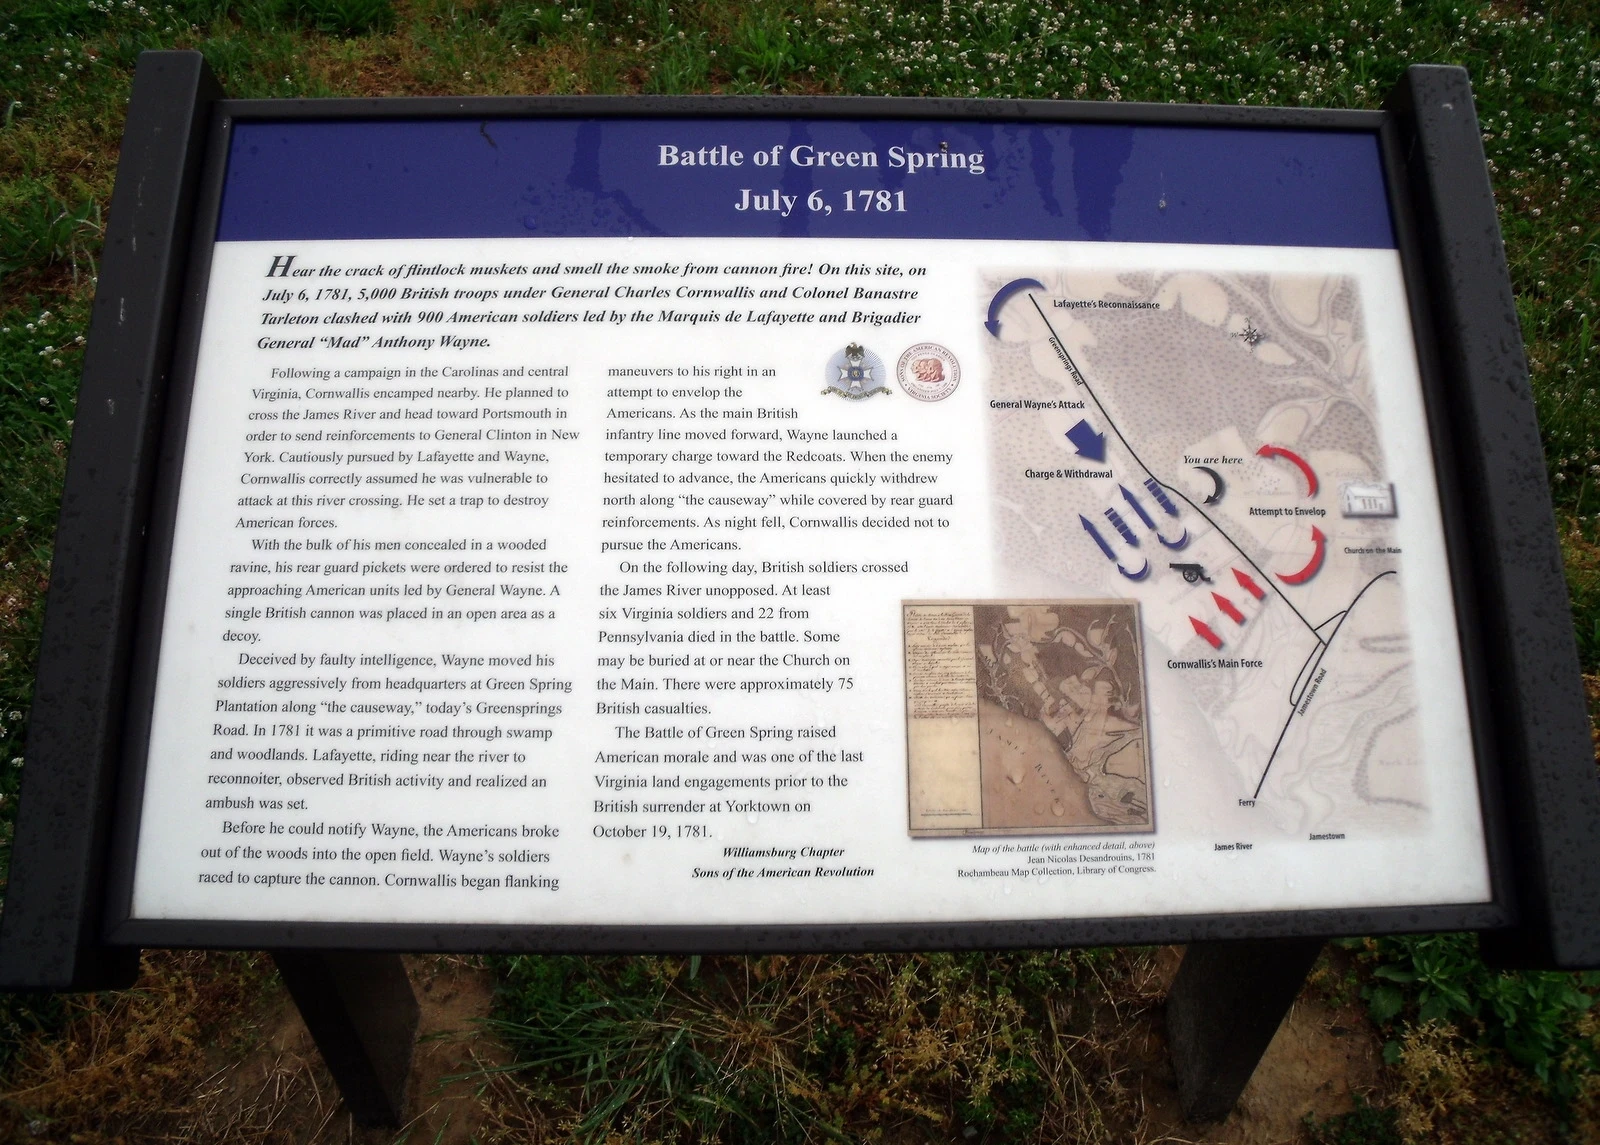 Battle of Green Spring
July 6, 1781
Hear the crack of flintlock muskets and smell the smoke from cannon fire! On this site, on
July 6, 1781, 5,000 British troops under General Charles Cornwallis and Colonel Banastre
Tarleton clashed with 900 American soldiers led by the Marquis de Lafayette and Brigadier
General “Mad” Anthony Wayne.
Following a campaign in the Carolinas and central
Virginia, Cornwallis encamped nearby. He planned to
cross the James River and head toward Portsmouth in
order to send reinforcements to General Clinton in New
York. Cautiously pursued by Lafayette and Wayne,
Cornwallis correctly assumed he was vulnerable to
attack at this river crossing. He set a trap to destroy
American forces.
With the bulk of his men concealed in a wooded
ravine, his rear guard pickets were ordered to resist the
approaching American units led by General Wayne. A
single British cannon was placed in an open area as a
decoy.
Deceived by faulty intelligence, Wayne moved his
soldiers aggressively from headquarters at Green Spring
Plantation along “the causeway,” today’s Greensprings
Road. In 1781 it was a primitive road through swamp
and woodlands. Lafayette, riding near the river to
reconnoiter, observed British activity and realized an
ambush was set.
Before he could notify Wayne, the Americans broke
out of the woods into the open field. Wayne’s soldiers
raced to capture the cannon. Cornwallis began flanking
maneuvers to his right in an
attempt to envelop the
Americans. As the main British
infantry line moved forward, Wayne launched a
temporary charge toward the Redcoats. When the enemy
hesitated to advance, the Americans quickly withdrew
north along “the causeway” while covered by rear guard
reinforcements. As night fell, Cornwallis decided not to
pursue the Americans.
On the following day, British soldiers crossed
the James River unopposed. At least
six Virginia soldiers and 22 from
Pennsylvania died in the battle. Some
may be buried at or near the Church on
the Main. There were approximately 75
British casualties.
The Battle of Green Spring raised
American morale and was one of the last
Virginia land engagements prior to the
British surrender at Yorktown on
October 19, 1781.
Williamsburg Chapter
Sons of the American Revolution
SONS OF THE AMERICAN REVOLUTION
VIRGINIA SOCIETY
Lafayette’s Reconnaissance
Greensprings Road
General Wayne’s Attack
Charge & Withdrawal
You are here
Attempt to Envelop
Church on the Main
Cornwallis’s Main Force
Jamestown Road
Ferry
Jamestown
James River
James River
Map of the battle (with enhanced detail, above)
Jean Nicolas Desandrouins, 1781
Rochambeau Map Collection, Library of Congress.